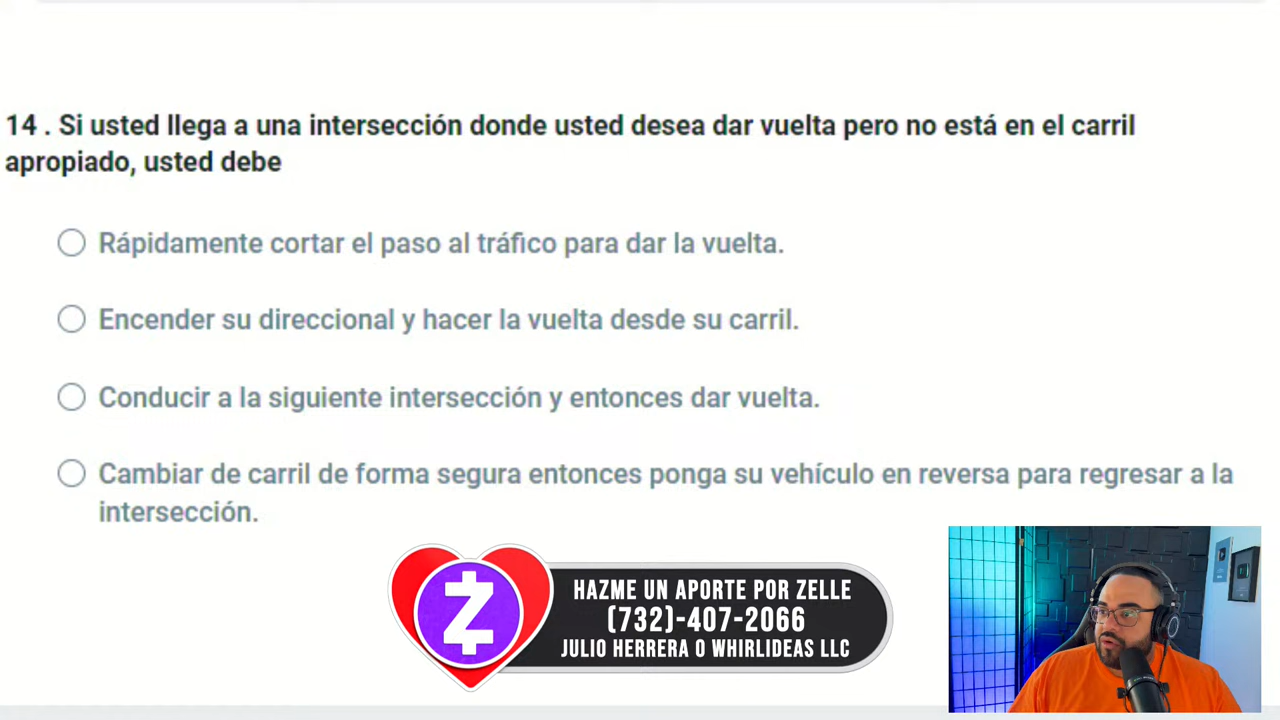 14 . Si usted llega a una intersección donde usted desea dar vuelta pero no está en el carril
apropiado, usted debe
Rápidamente cortar el paso al tráfico para dar la vuelta.
Encender su direccional y hacer la vuelta desde su carril.
Conducir a la siguiente intersección y entonces dar vuelta.
Cambiar de carril de forma segura entonces ponga su vehículo en reversa para regresar a la
intersección.
HAZME UN APORTE POR ZELLE
(732)-407-2066
JULIO HERRERA O WHIRLIDEAS LLC